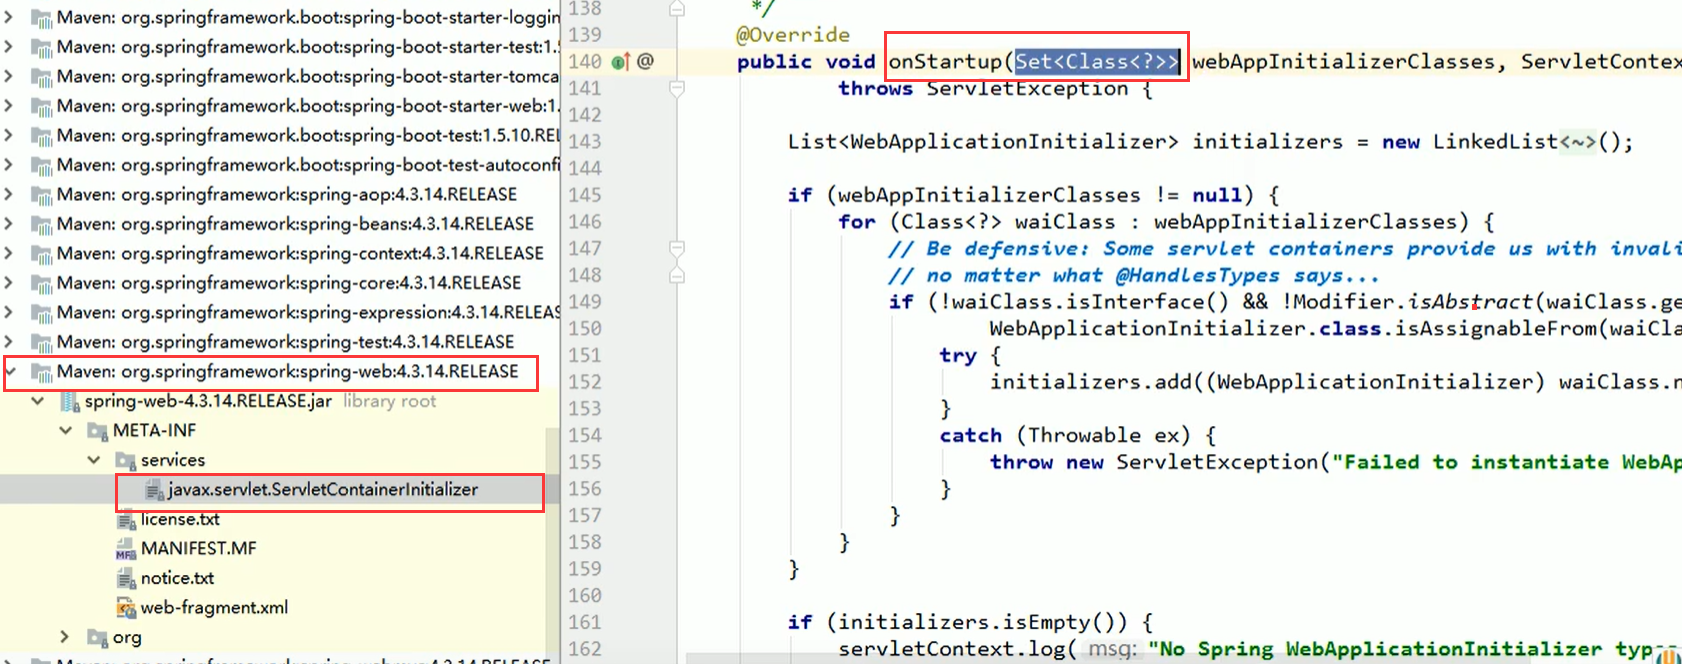 Maven: org.springframework.boot:spring-boot-starter-loggin
Maven: org.springframework.boot:spring-boot-starter-test:1.5
Maven: org.springframework.boot:spring-boot-starter-tomca
Maven: org.springframework.boot:spring-boot-starter-web:1.
Maven: org.springframework.boot:spring-boot-test:1.5.10.REL
Maven: org.springframework.boot:spring-boot-test-autoconfi
Maven: org.springframework:spring-aop:4.3.14.RELEASE
Maven: org.springframework:spring-beans:4.3.14.RELEASE
Maven: org.springframework:spring-context:4.3.14.RELEASE
Maven: org.springframework:spring-core:4.3.14.RELEASE
Maven: org.springframework:spring-expression:4.3.14.RELEAS
Maven: org.springframework:spring-test:4.3.14.RELEASE
Maven: org.springframework:spring-web:4.3.14.RELEASE
spring-web-4.3.14.RELEASE.jar library root
META-INF
services
javax.servlet.ServletContainerInitializer
license.txt
MANIFEST.MF
notice.txt
web-fragment.xml
org
Maven: org.springframework:spring-webmvc:4.3.14.RELEASE
138 */
139 @Override
140 @ public void onStartup(Set<Class<?>> webAppInitializerClasses, ServletContex
141 throws ServletException {
142
143 List<WebApplicationInitializer> initializers = new LinkedList<~>();
144
145 if (webAppInitializerClasses != null) {
146 for (Class<?> waiClass : webAppInitializerClasses) {
147 // Be defensive: Some servlet containers provide us with invali
148 // no matter what @HandlesTypes says...
149 if (!waiClass.isInterface() && !Modifier.isAbstract(waiClass.ge
150 WebApplicationInitializer.class.isAssignableFrom(waiCla
151 try {
152 initializers.add((WebApplicationInitializer) waiClass.n
153 }
154 catch (Throwable ex) {
155 throw new ServletException("Failed to instantiate WebAp
156 }
157 }
158 }
159 }
160
161 if (initializers.isEmpty()) {
162 servletContext.log( msg: "No Spring WebApplicationInitializer types